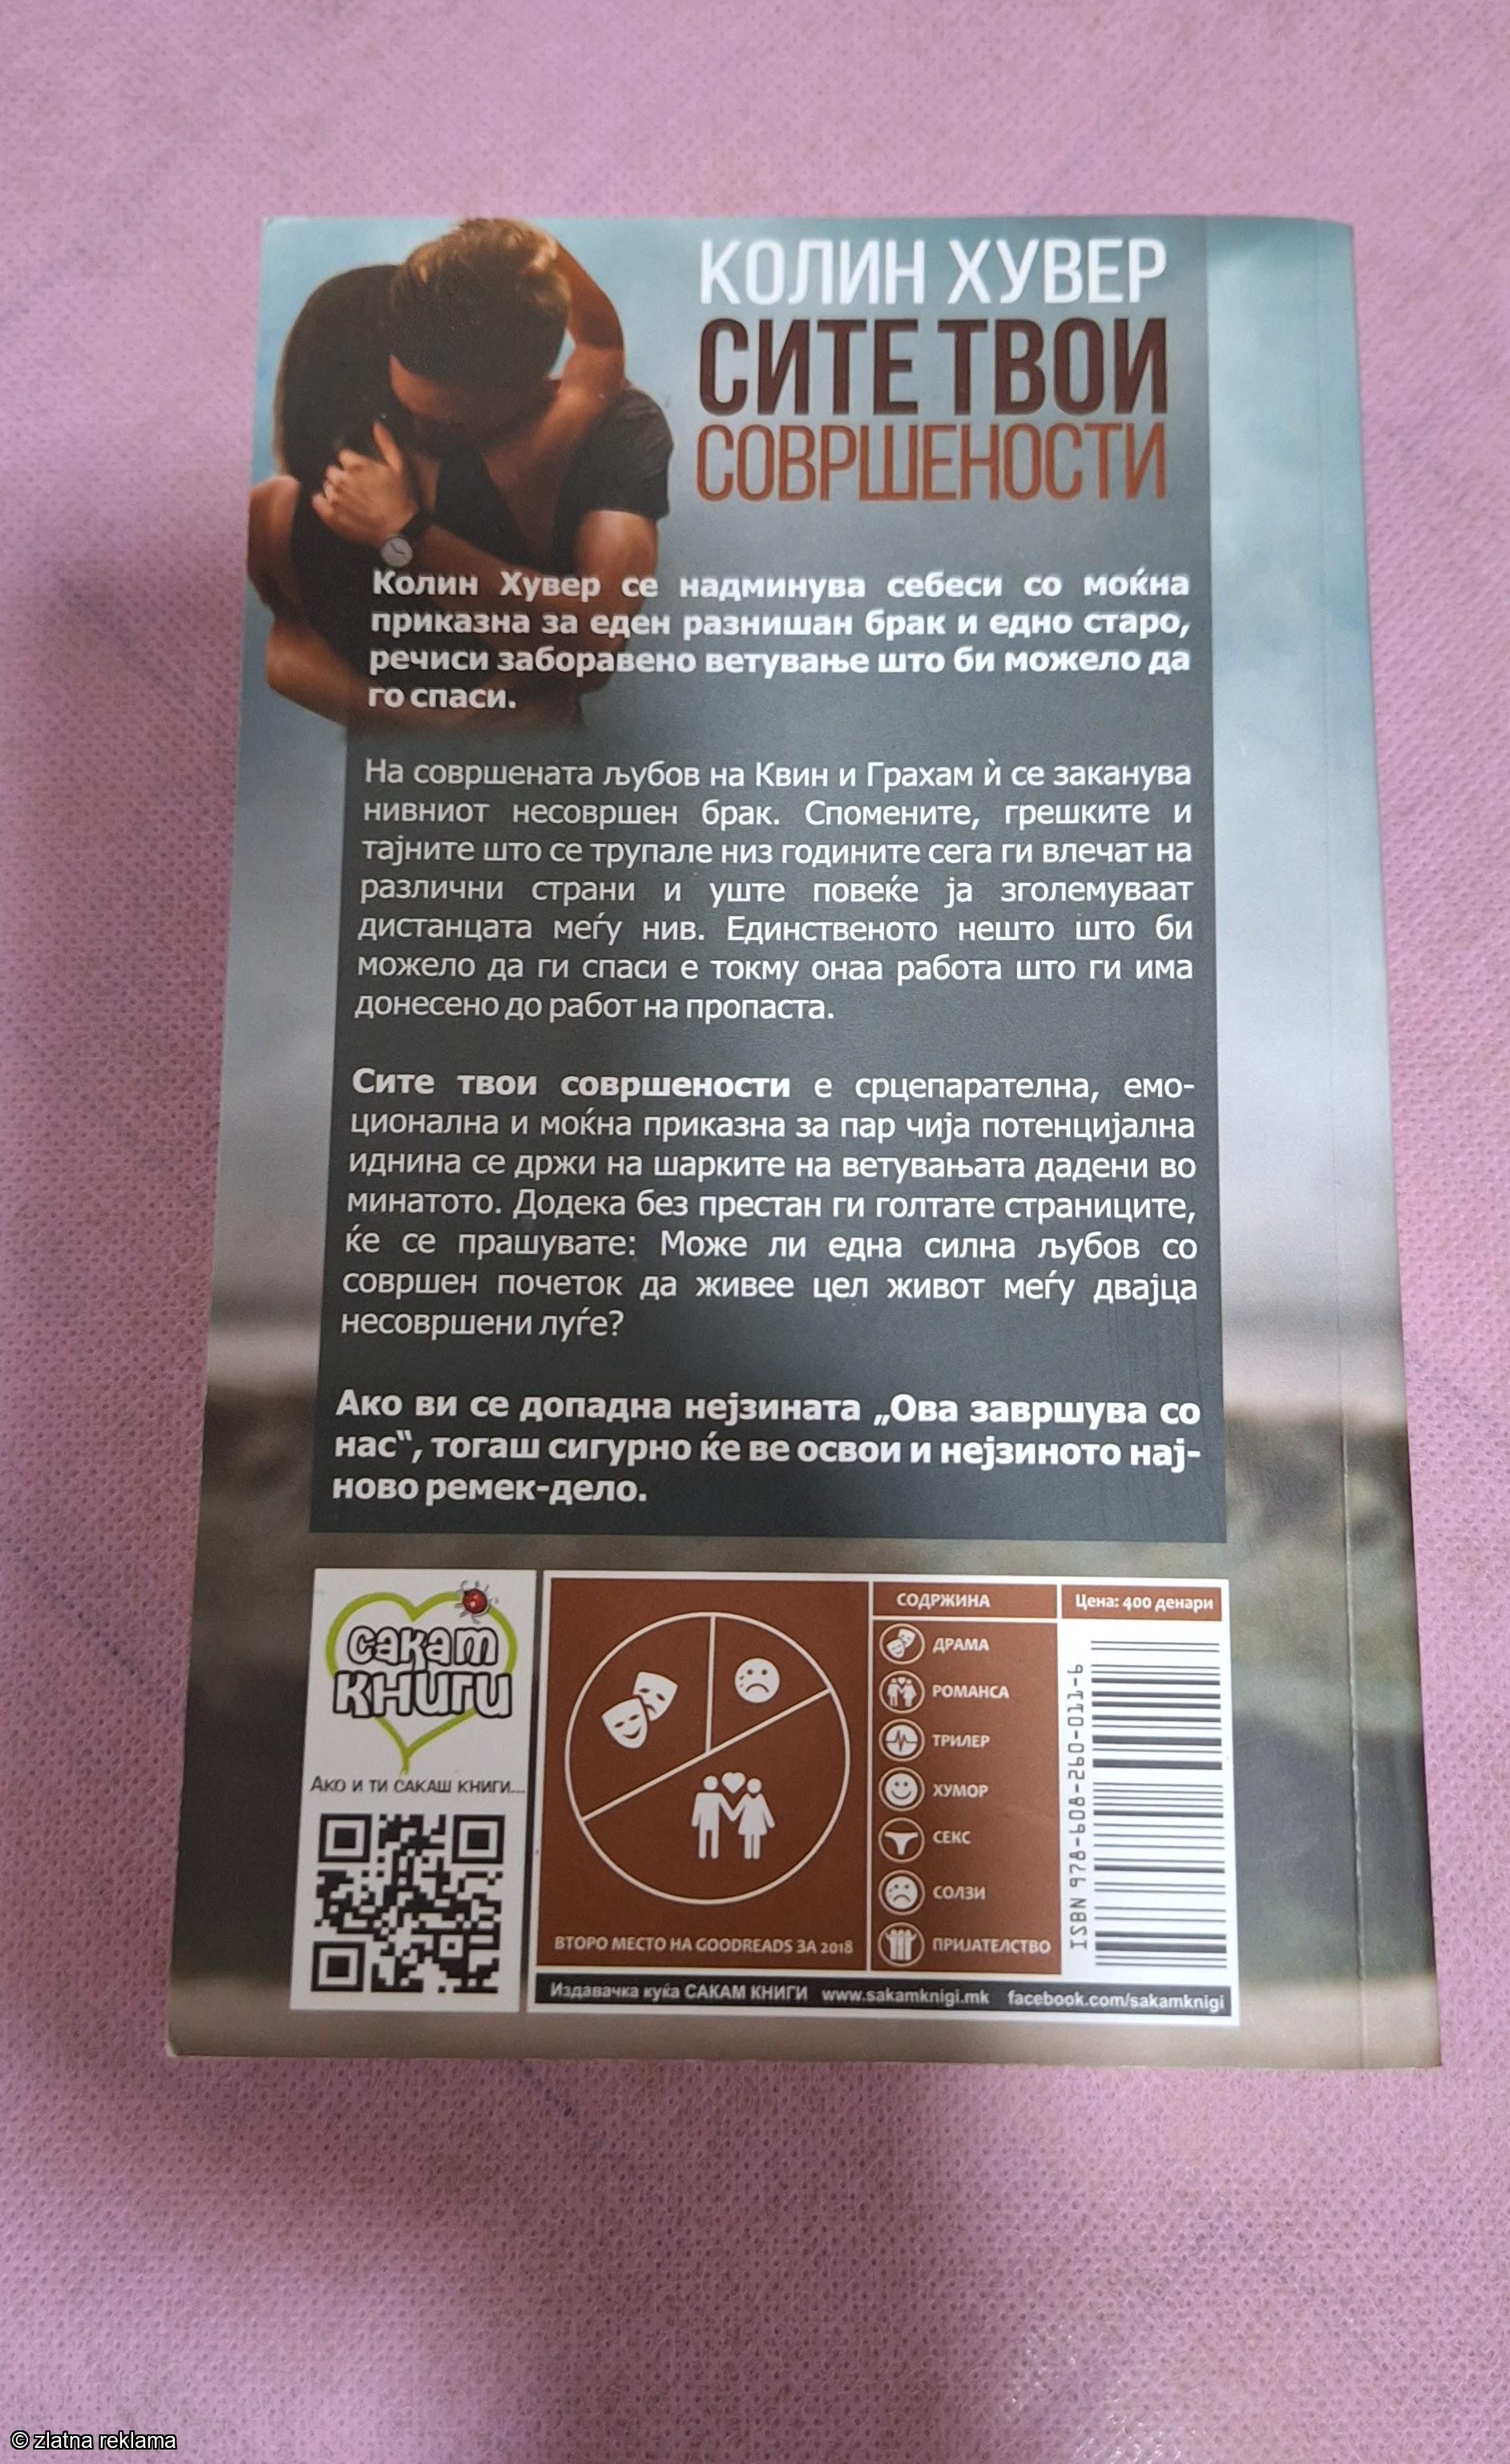 КОЛИН ХУВЕР
СИТЕ ТВОИ
СОВРШЕНОСТИ
Колин Хувер се надминува себеси со моќна
приказна за еден разнишан брак и едно старо,
речиси заборавено ветување што би можело да
го спаси.
На совршената љубов на Квин и Грахам ѝ се заканува
нивниот несовршен брак. Спомените, грешките и
тајните што се трупале низ годините сега ги влечат на
различни страни и уште повеќе ја зголемуваат
дистанцата меѓу нив. Единственото нешто што би
можело да ги спаси е токму онаа работа што ги има
донесено до работ на пропаста.
Сите твои совршености е срцепарателна, емо-
ционална и моќна приказна за пар чија потенцијална
иднина се држи на шарките на ветувањата дадени во
минатото. Додека без престан ги голтате страниците,
ќе се прашувате: Може ли една силна љубов со
совршен почеток да живее цел живот меѓу двајца
несовршени луѓе?
Ако ви се допадна нејзината „Ова завршува со
нас“, тогаш сигурно ќе ве освои и нејзиното нај-
ново ремек-дело.
сакам
книги
Ако и ти сакаш книги...
ВТОРО МЕСТО НА GOODREADS ЗА 2018
СОДРЖИНА
ДРАМА
РОМАНСА
ТРИЛЕР
ХУМОР
СЕКС
СОЛЗИ
ПРИЈАТЕЛСТВО
Цена: 400 денари
ISBN 978-608-260-011-6
Издавачка куќа САКАМ КНИГИ www.sakamknigi.mk facebook.com/sakamknigi
© zlatna reklama